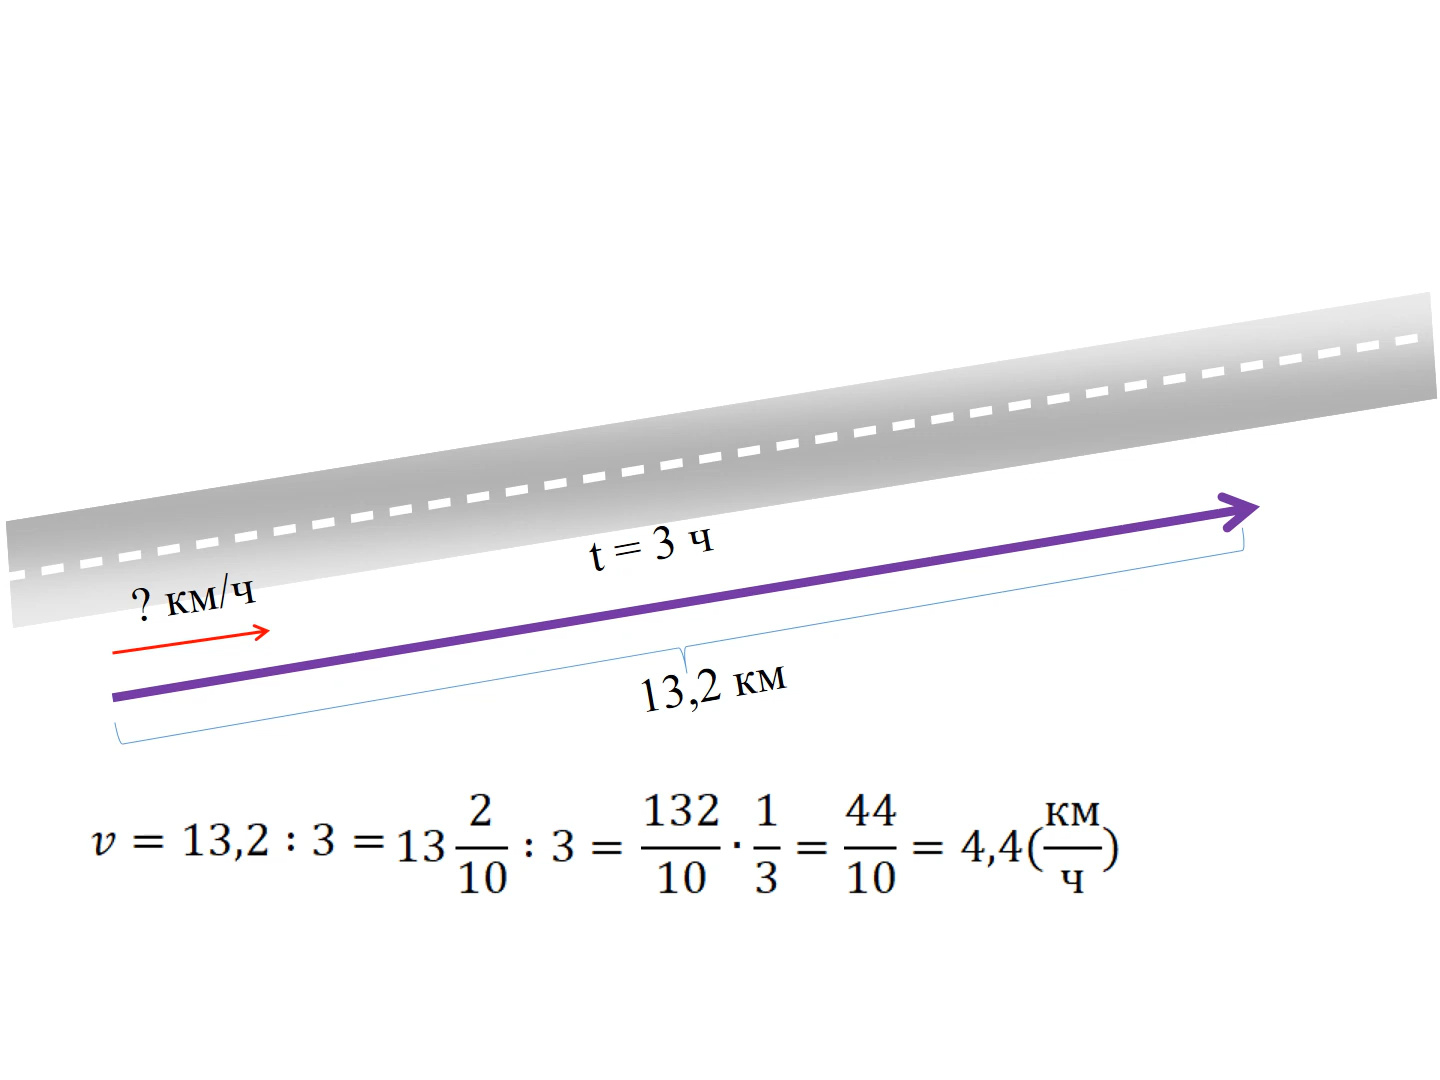 t = 3 ч
? км/ч
13,2 км
v = 13,2 : 3 = 13 2/10 : 3 = 132/10 · 1/3 = 44/10 = 4,4(км/ч)